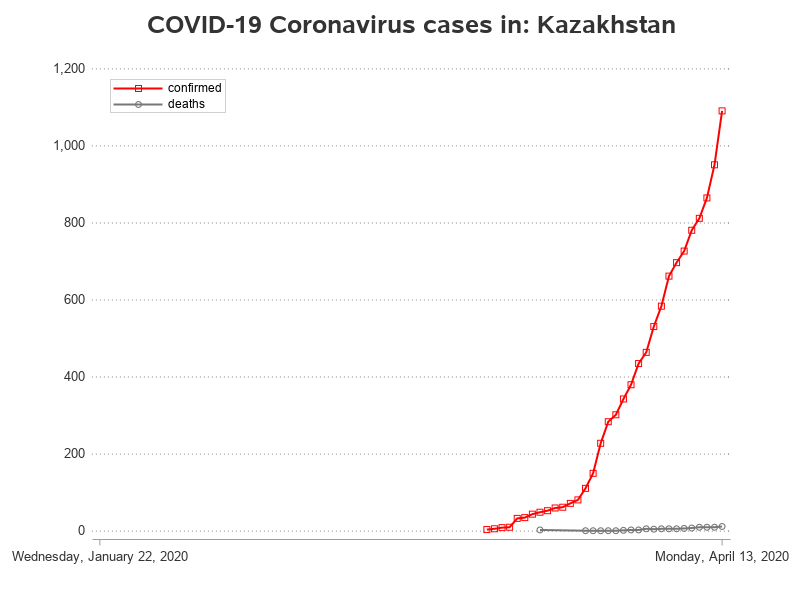 COVID-19 Coronavirus cases in: Kazakhstan
1,200
confirmed
deaths
1,000
800
600
400
200
0
Wednesday, January 22, 2020
Monday, April 13, 2020